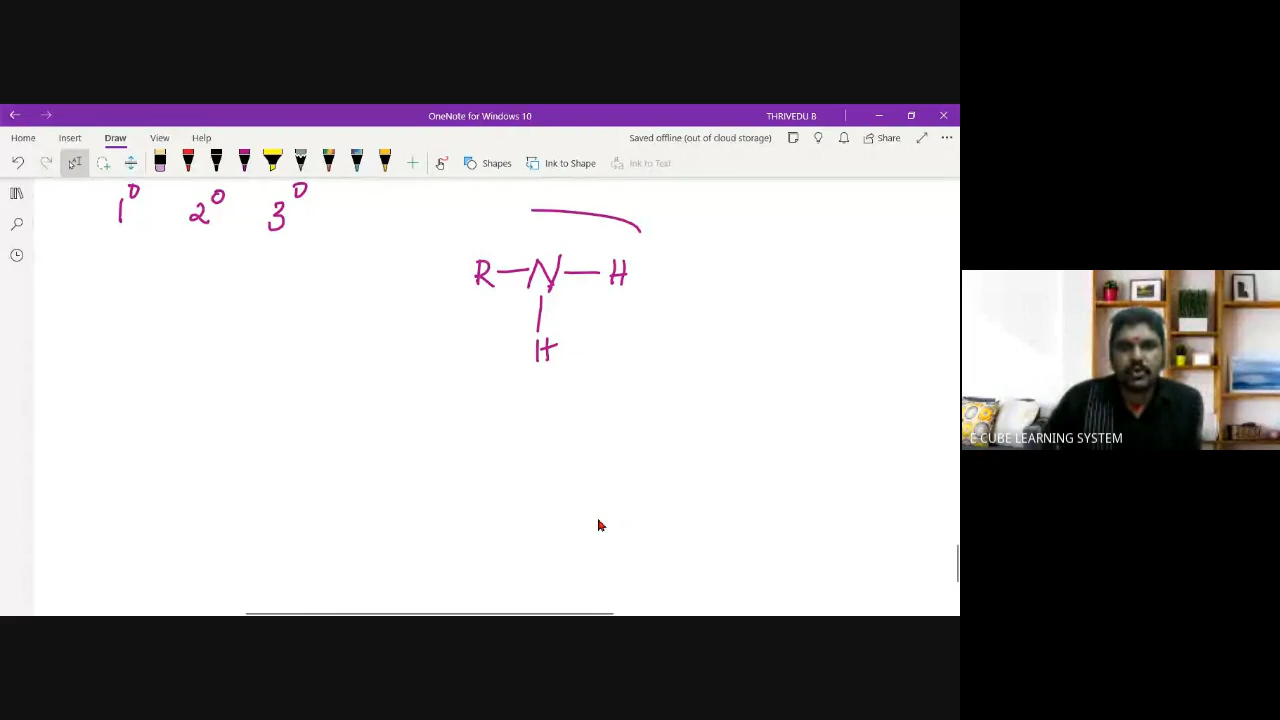 OneNote for Windows 10
THRIVEDU B
Home Insert Draw View Help
Saved offline (out of cloud storage)
Share
Shapes
Ink to Shape
Ink to Text
1° 2° 3°
R—N—H
H
E CUBE LEARNING SYSTEM